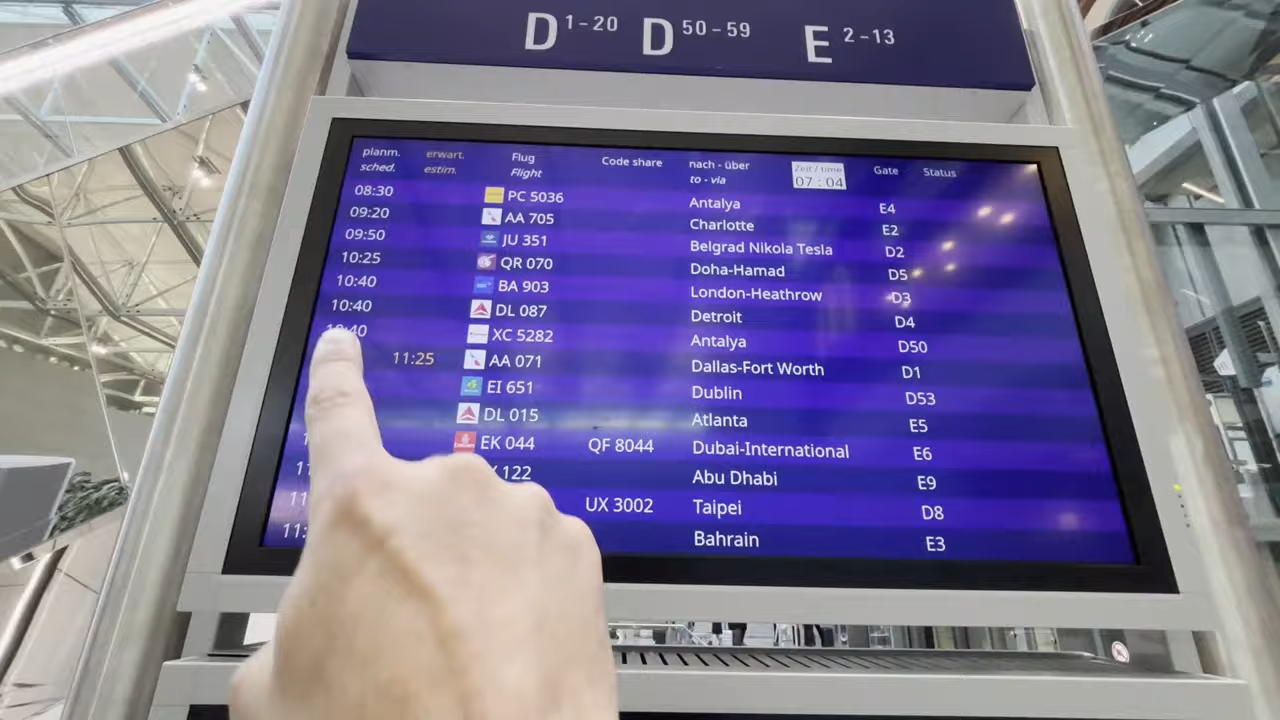 D 1-20 D 50-59 E 2-13
planm. erwart. Flug Code share nach - über Zeit / time Gate Status
sched. estim. Flight to - via 07 : 04
08:30 PC 5036 Antalya E4
09:20 AA 705 Charlotte E2
09:50 JU 351 Belgrad Nikola Tesla D2
10:25 QR 070 Doha-Hamad D5
10:40 BA 903 London-Heathrow D3
10:40 DL 087 Detroit D4
10:40 XC 5282 Antalya D50
11:25 AA 071 Dallas-Fort Worth D1
EI 651 Dublin D53
DL 015 Atlanta E5
EK 044 QF 8044 Dubai-International E6
122 Abu Dhabi E9
UX 3002 Taipei D8
Bahrain E3